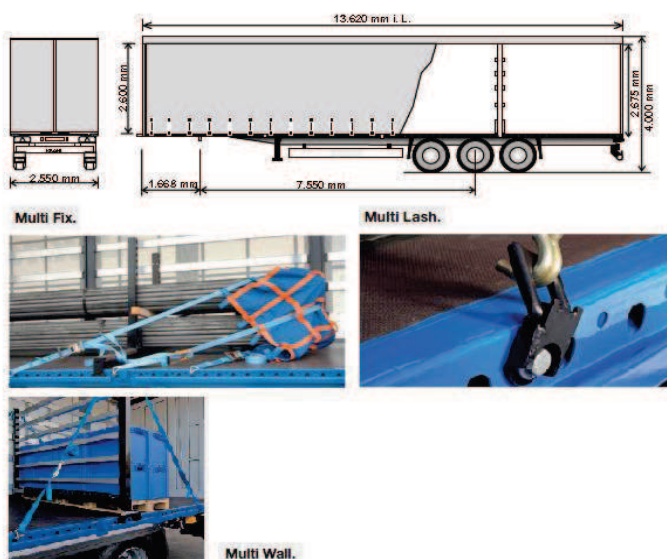 13.620 mm i. L.
2.600 mm
2.675 mm
4.000 mm
2.550 mm
1.668 mm
7.550 mm
Multi Fix.
Multi Lash.
Multi Wall.